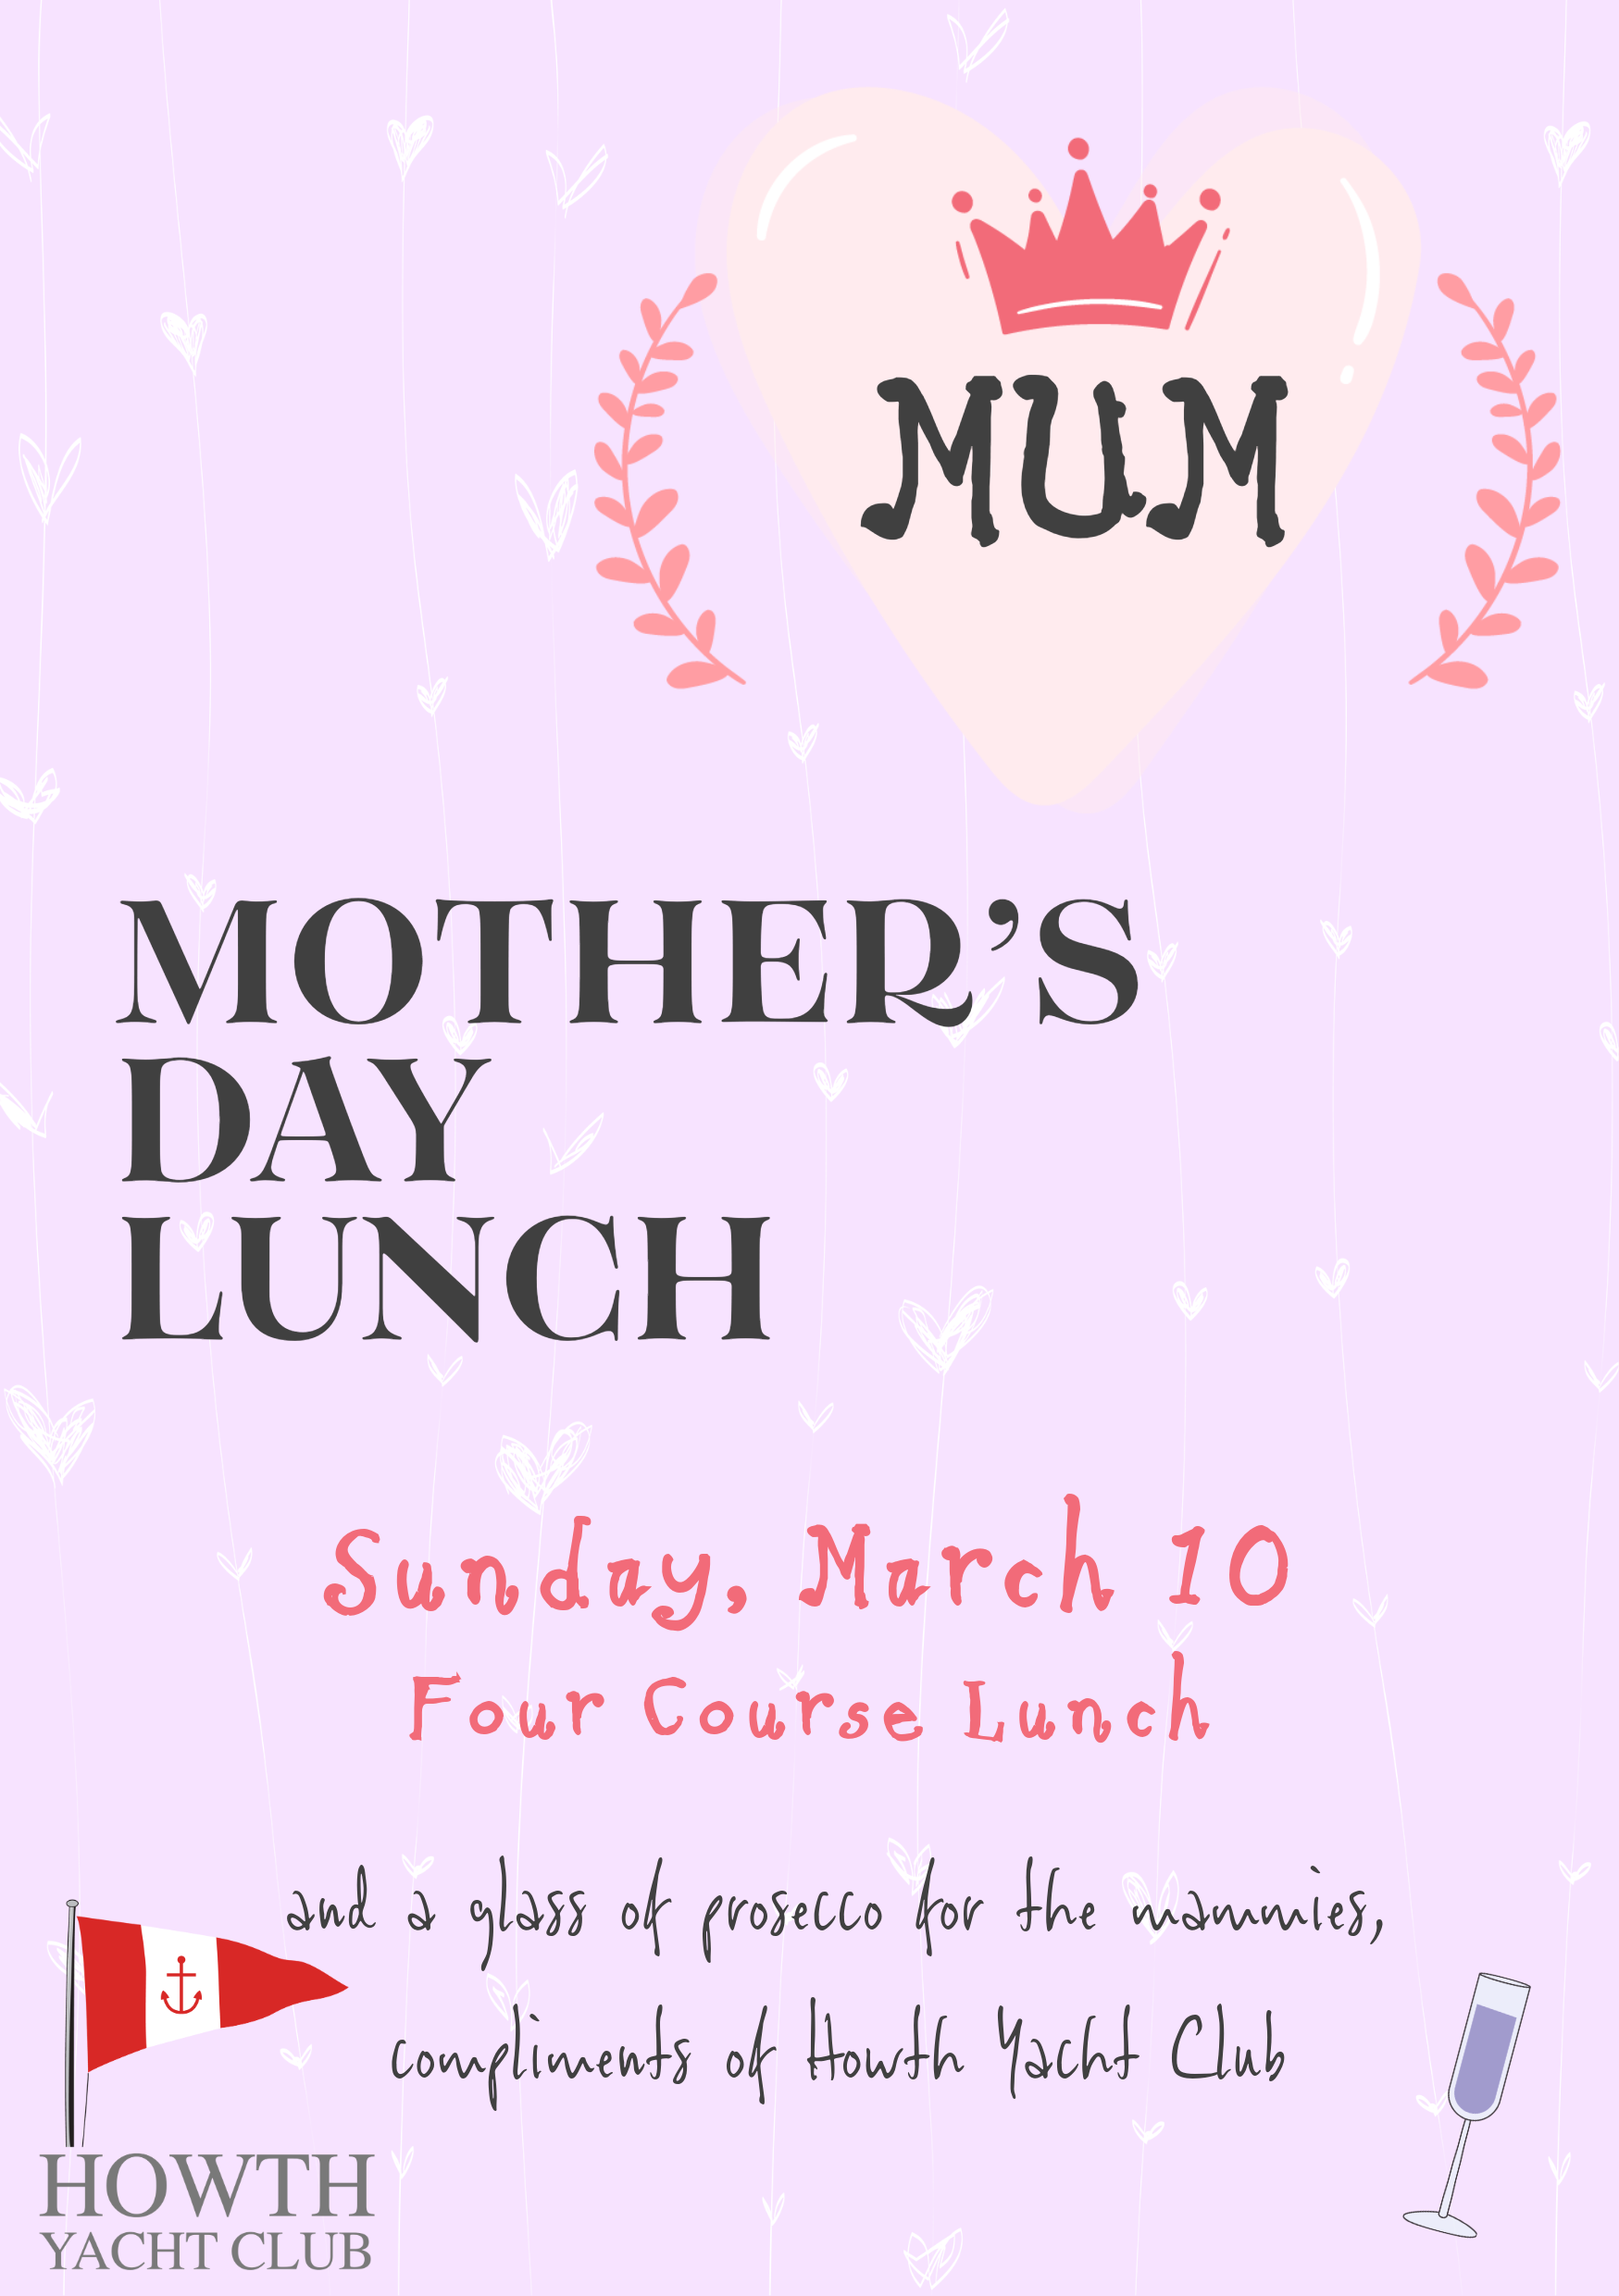 MUM
MOTHER’S
DAY
LUNCH
Sunday, March 10
Four Course Lunch
and a glass of prosecco for the mammies,
compliments of Howth Yacht Club
HOWTH
YACHT CLUB